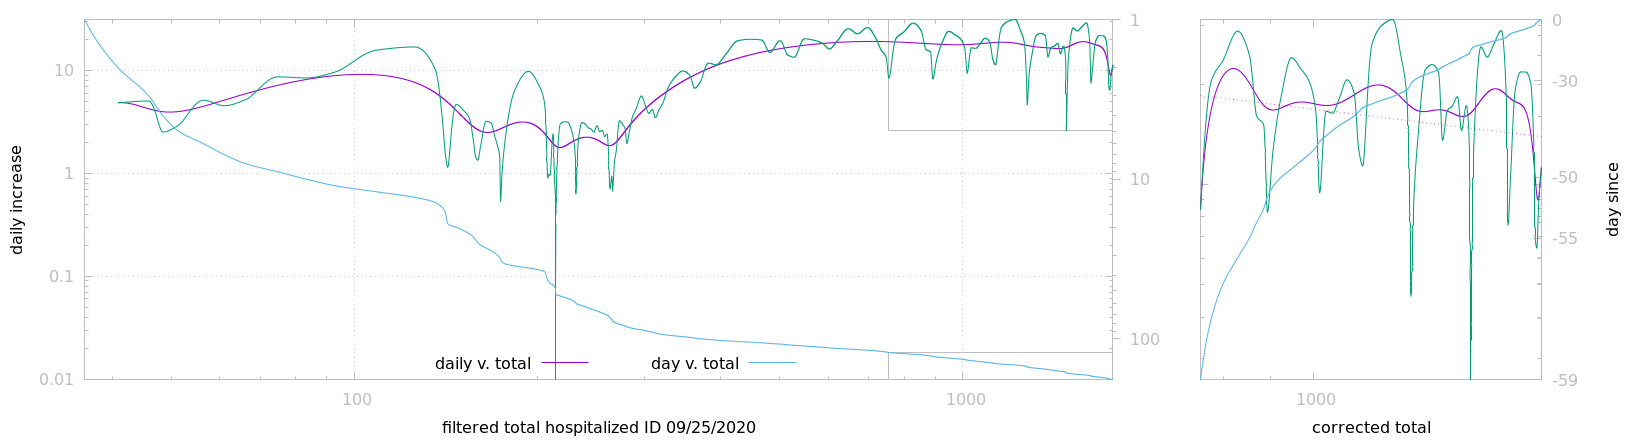 10
1
0.1
0.01
daily increase
100
1000
1
10
100
daily v. total
day v. total
filtered total hospitalized ID 09/25/2020
0
-30
-50
-55
-59
day since
1000
corrected total